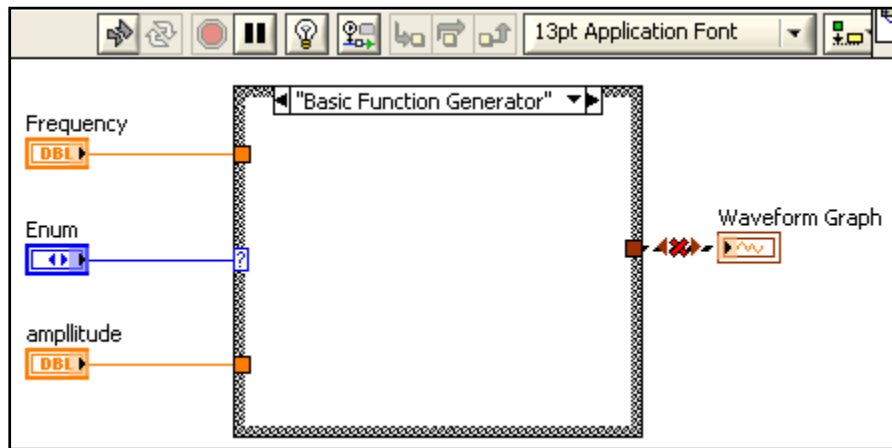 13pt Application Font
"Basic Function Generator"
Frequency
DBL
Enum
?
Waveform Graph
ampllitude
DBL